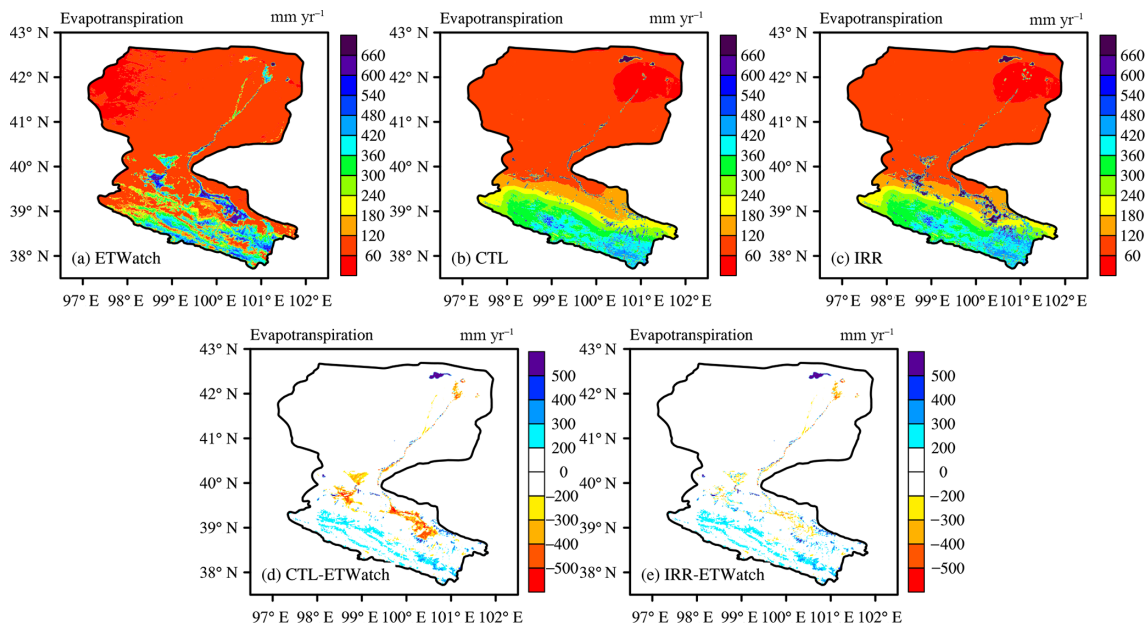 Evapotranspiration mm yr⁻¹
43° N
42° N
41° N
40° N
39° N
38° N
(a) ETWatch
97° E 98° E 99° E 100° E 101° E 102° E
660
600
540
480
420
360
300
240
180
120
60
Evapotranspiration mm yr⁻¹
43° N
42° N
41° N
40° N
39° N
38° N
(b) CTL
97° E 98° E 99° E 100° E 101° E 102° E
660
600
540
480
420
360
300
240
180
120
60
Evapotranspiration mm yr⁻¹
43° N
42° N
41° N
40° N
39° N
38° N
(c) IRR
97° E 98° E 99° E 100° E 101° E 102° E
660
600
540
480
420
360
300
240
180
120
60
Evapotranspiration mm yr⁻¹
43° N
42° N
41° N
40° N
39° N
38° N
(d) CTL-ETWatch
97° E 98° E 99° E 100° E 101° E 102° E
500
400
300
200
0
−200
−300
−400
−500
Evapotranspiration mm yr⁻¹
43° N
42° N
41° N
40° N
39° N
38° N
(e) IRR-ETWatch
97° E 98° E 99° E 100° E 101° E 102° E
500
400
300
200
0
−200
−300
−400
−500